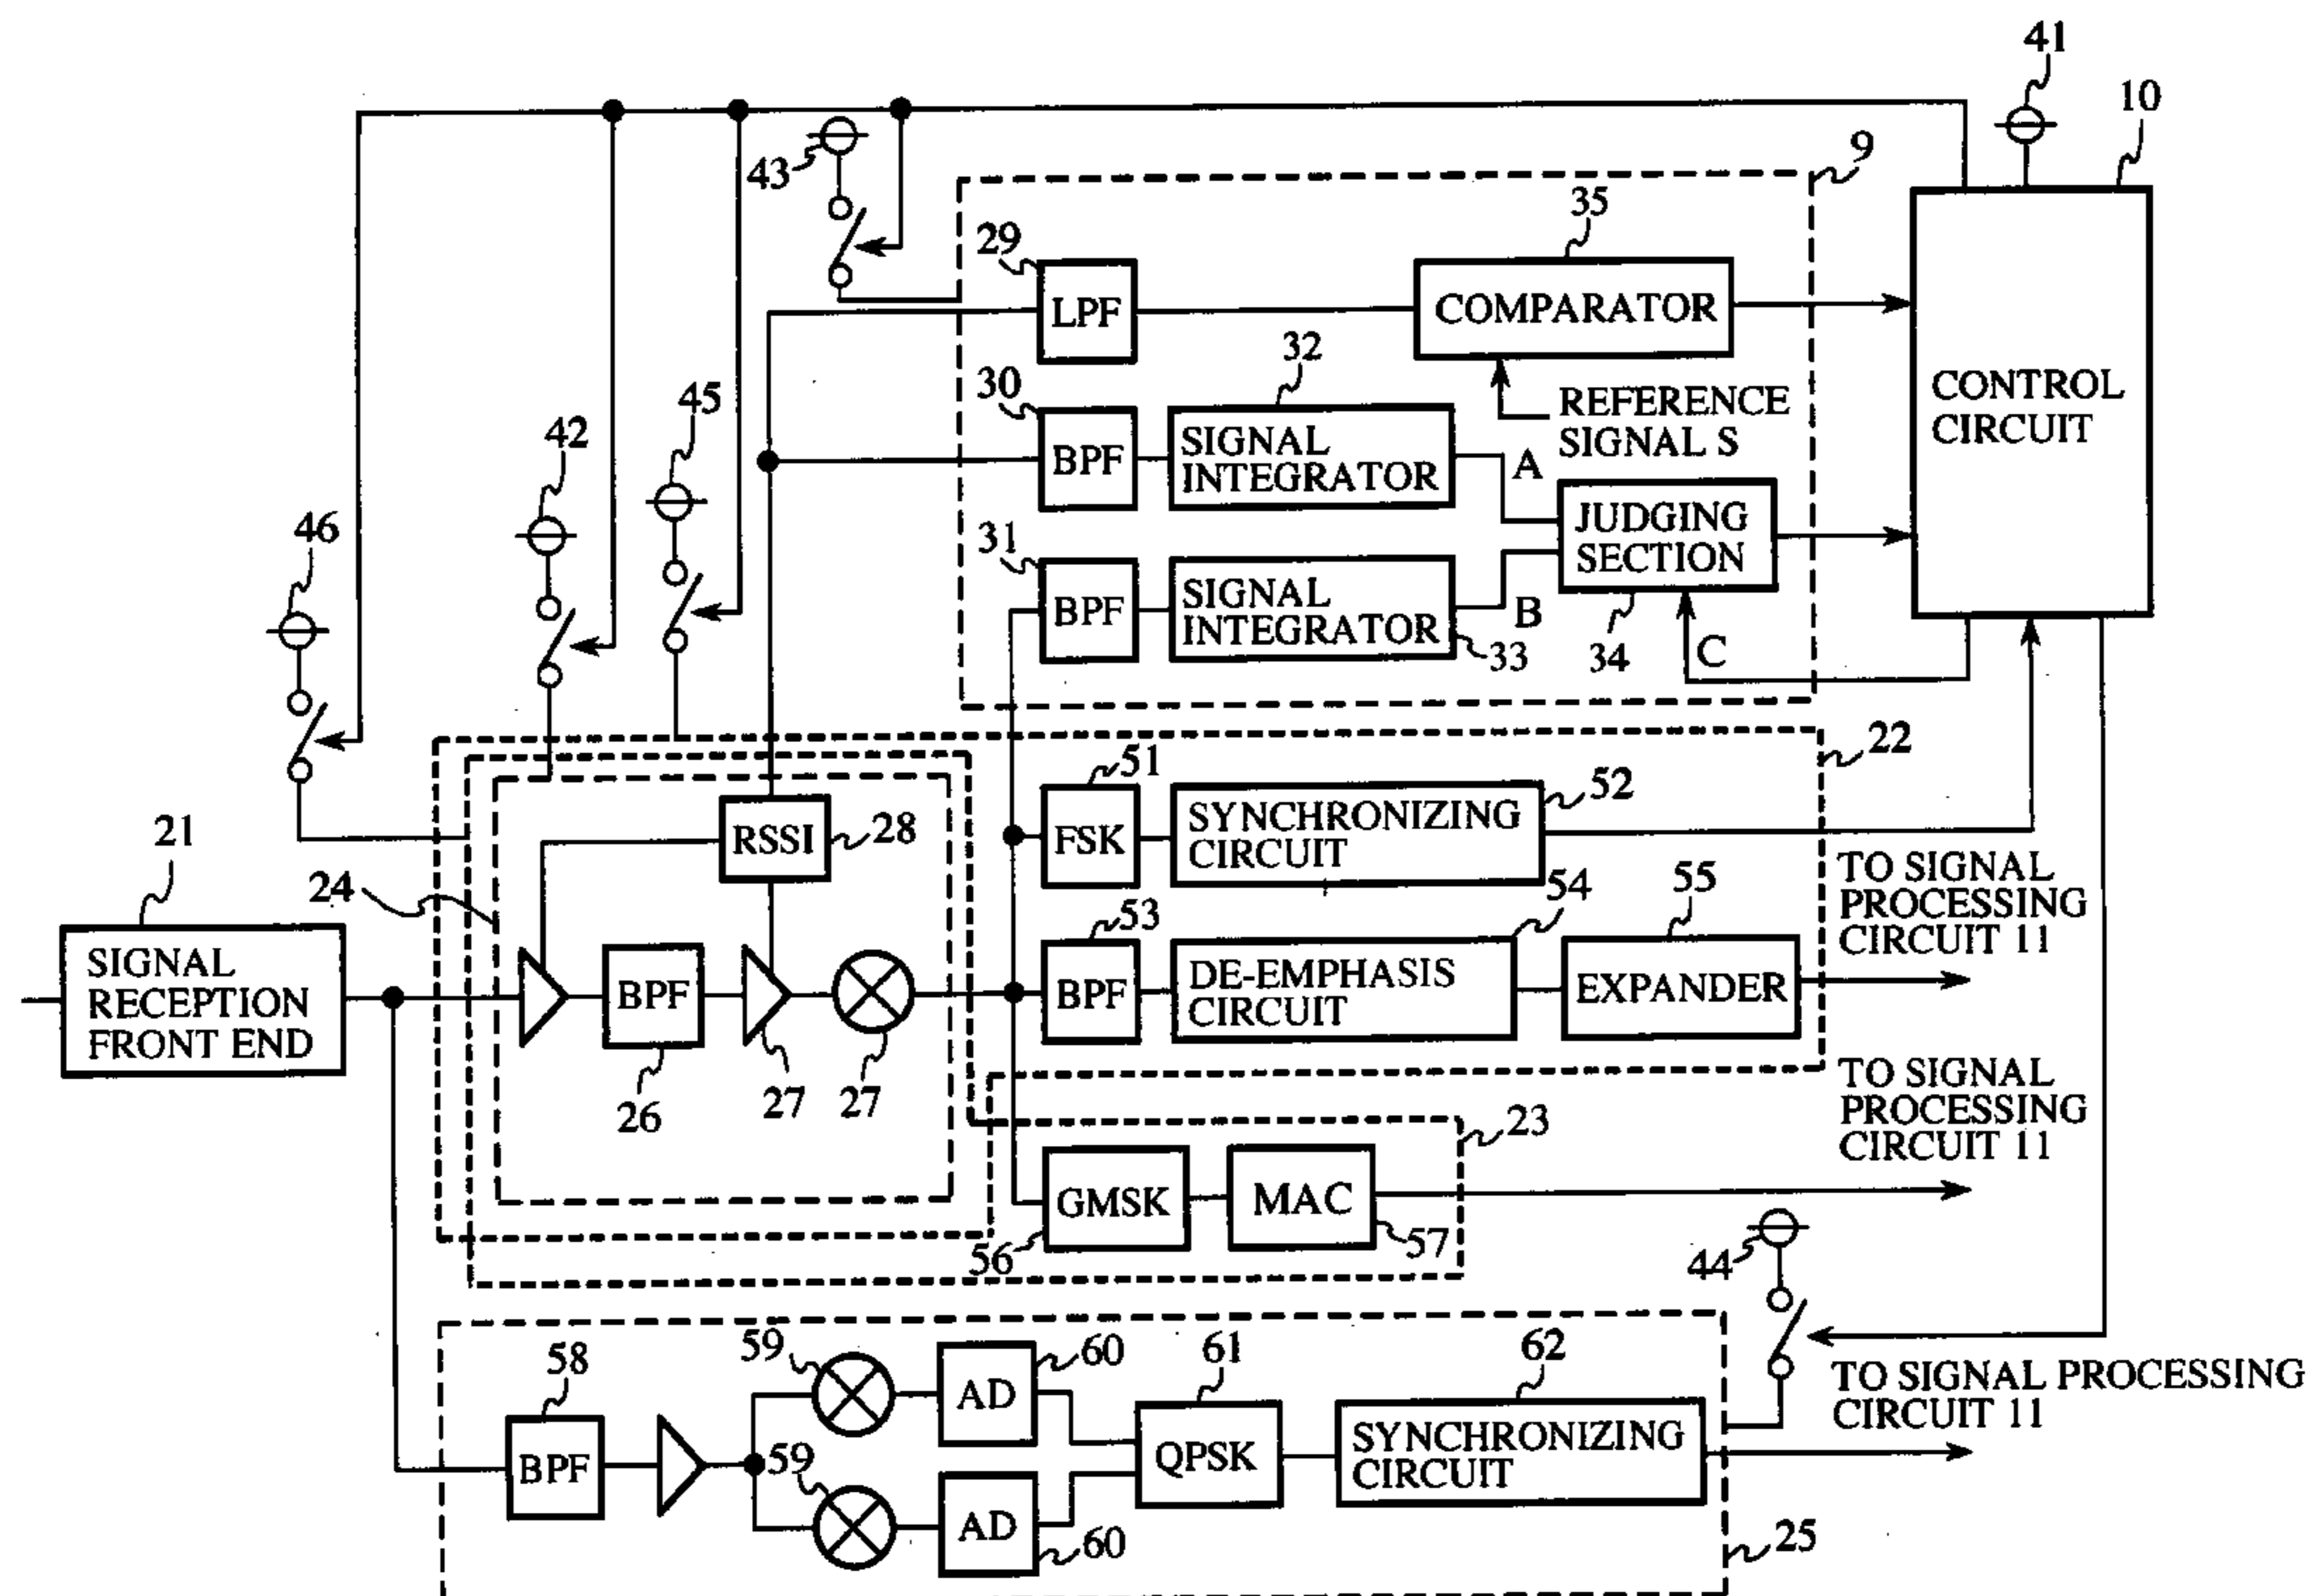 41
10
43
9
35
29
LPF
COMPARATOR
32
30
REFERENCE
SIGNAL S
CONTROL
CIRCUIT
45
42
BPF
SIGNAL
INTEGRATOR
A
46
31
JUDGING
SECTION
BPF
SIGNAL
INTEGRATOR
B
33
34
C
22
51
52
21
RSSI
28
FSK
SYNCHRONIZING
CIRCUIT
TO SIGNAL
PROCESSING
CIRCUIT 11
24
54
55
53
SIGNAL
RECEPTION
FRONT END
BPF
BPF
DE-EMPHASIS
CIRCUIT
EXPANDER
26
27
27
TO SIGNAL
PROCESSING
CIRCUIT 11
23
GMSK
MAC
56
57
44
58
59
AD
60
61
62
TO SIGNAL PROCESSING
CIRCUIT 11
BPF
59
QPSK
SYNCHRONIZING
CIRCUIT
AD
60
25